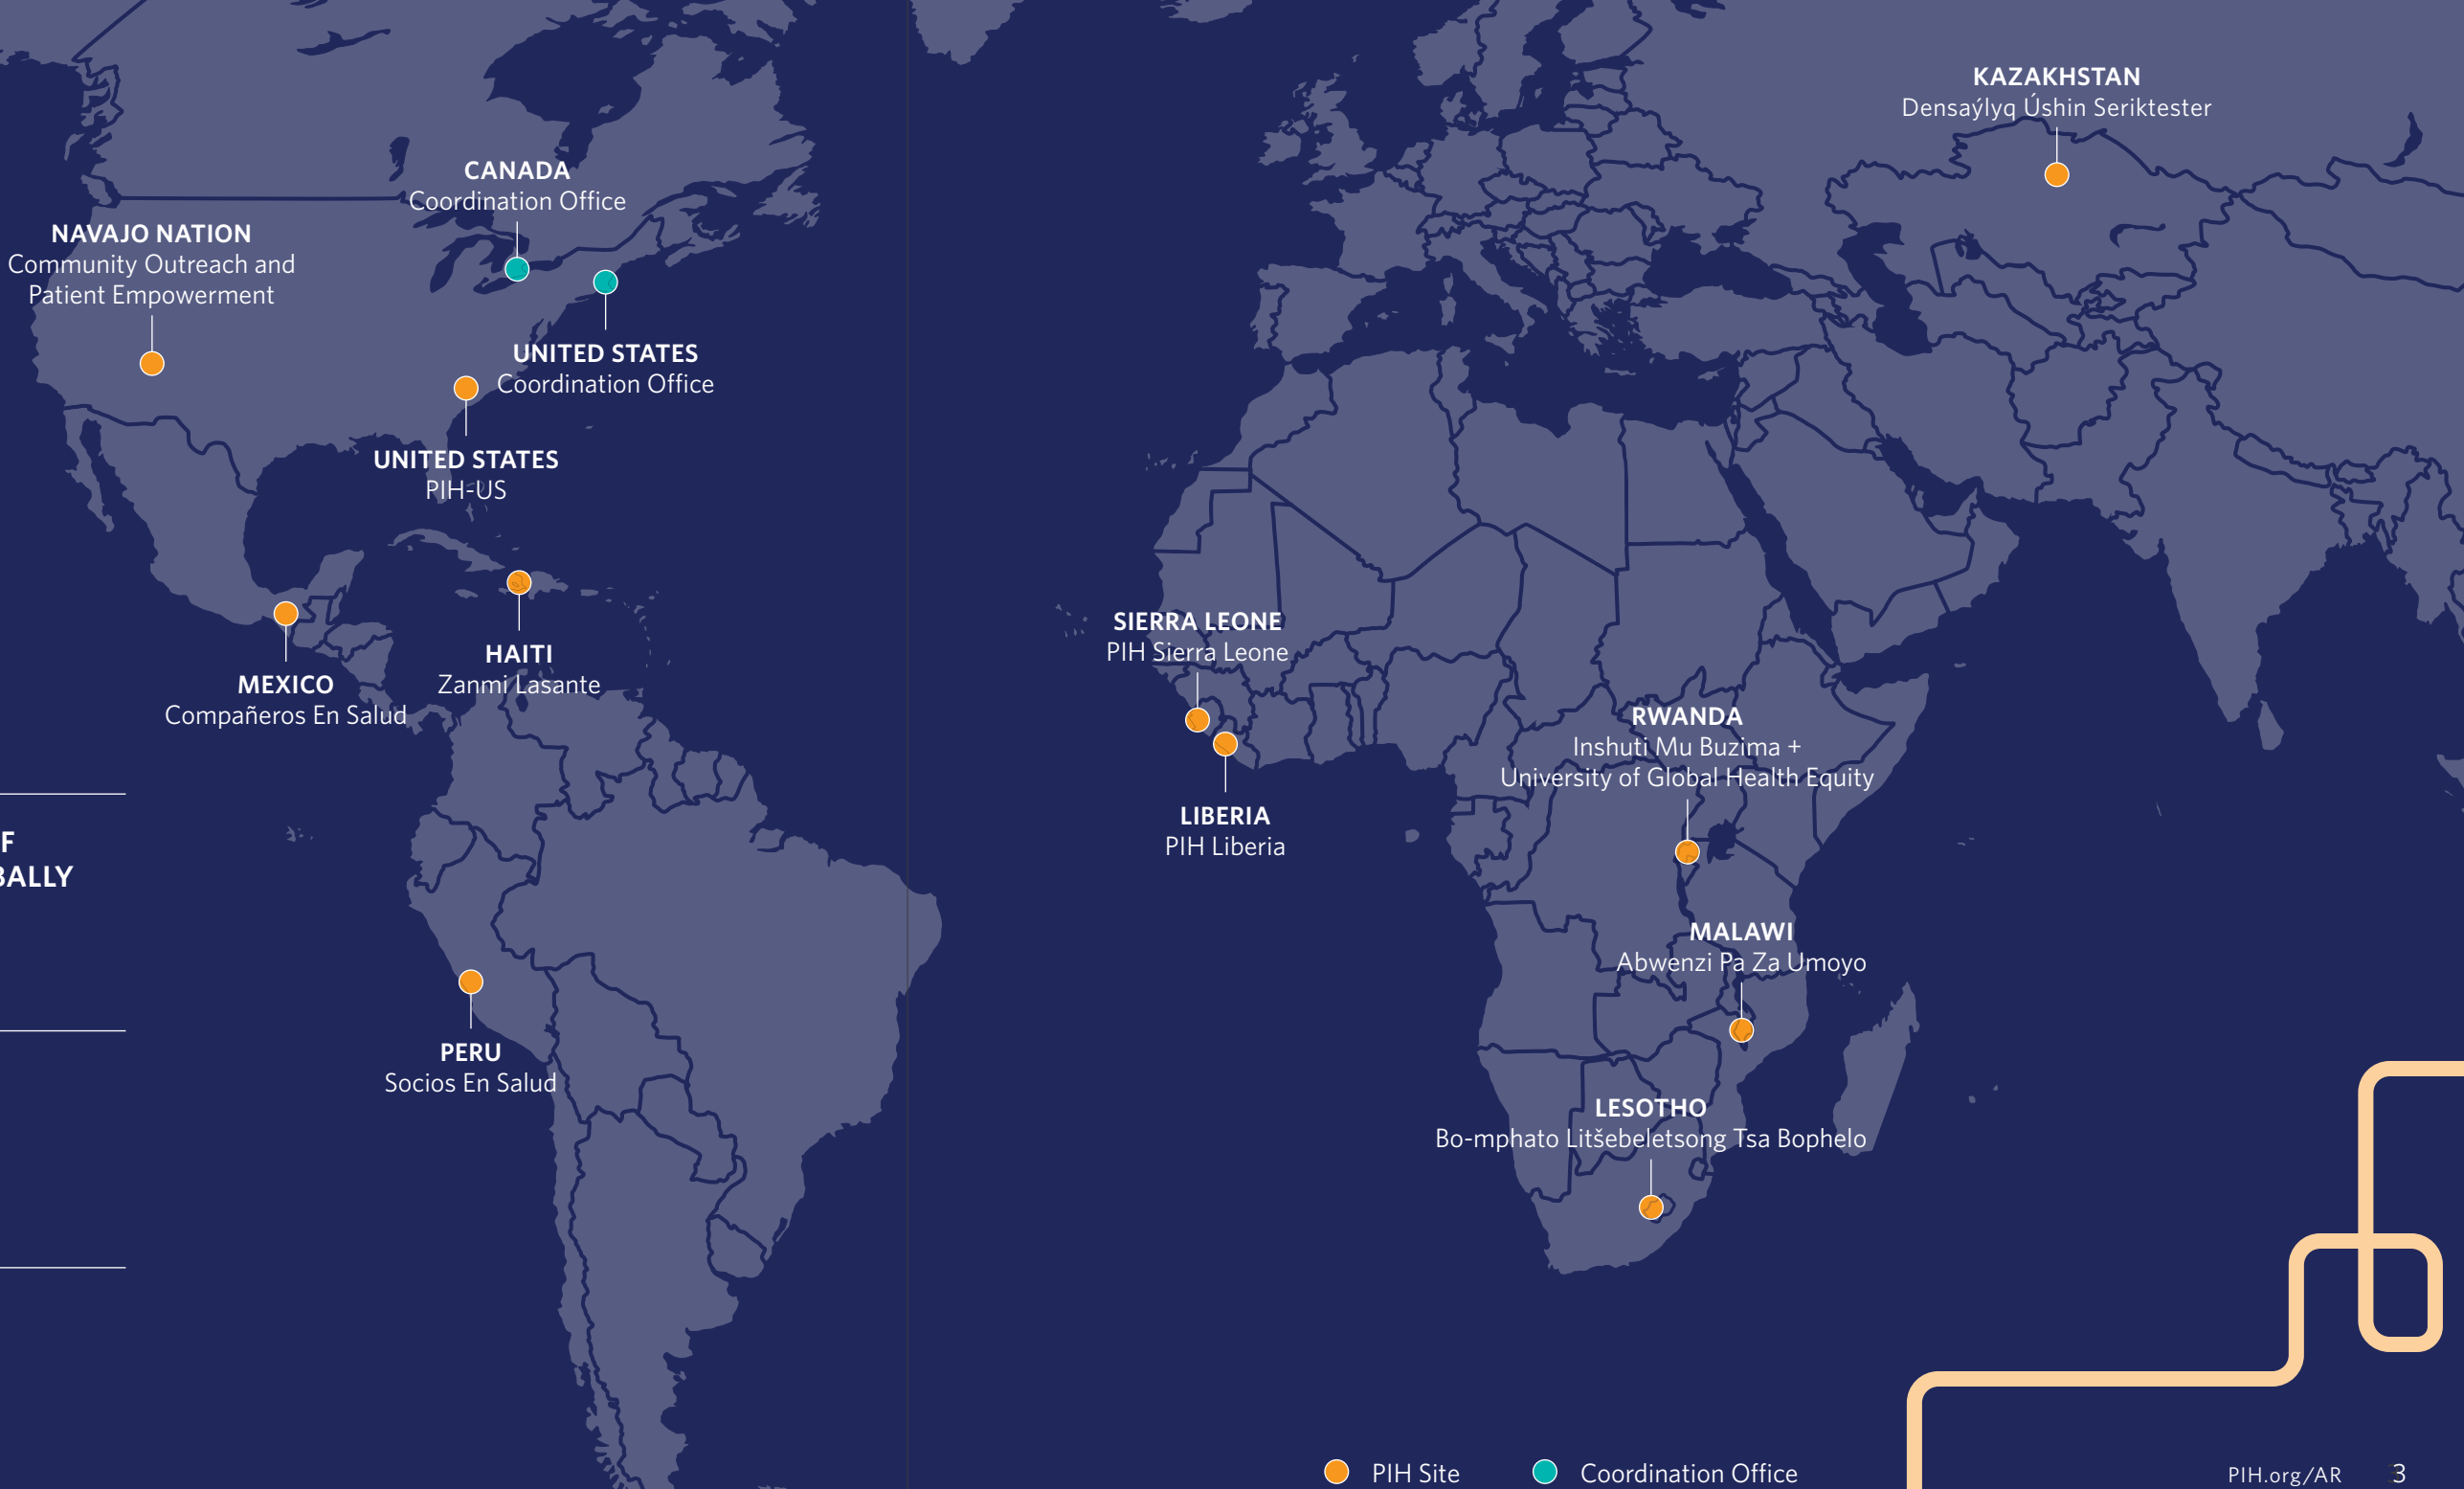 KAZAKHSTAN
Densaýlyq Úshin Seriktester
CANADA
Coordination Office
NAVAJO NATION
Community Outreach and
Patient Empowerment
UNITED STATES
Coordination Office
UNITED STATES
PIH-US
HAITI
Zanmi Lasante
MEXICO
Compañeros En Salud
SIERRA LEONE
PIH Sierra Leone
LIBERIA
PIH Liberia
RWANDA
Inshuti Mu Buzima +
University of Global Health Equity
MALAWI
Abwenzi Pa Za Umoyo
PERU
Socios En Salud
LESOTHO
Bo-mphato Litšebeletsong Tsa Bophelo
PIH Site
Coordination Office
PIH.org/AR
3